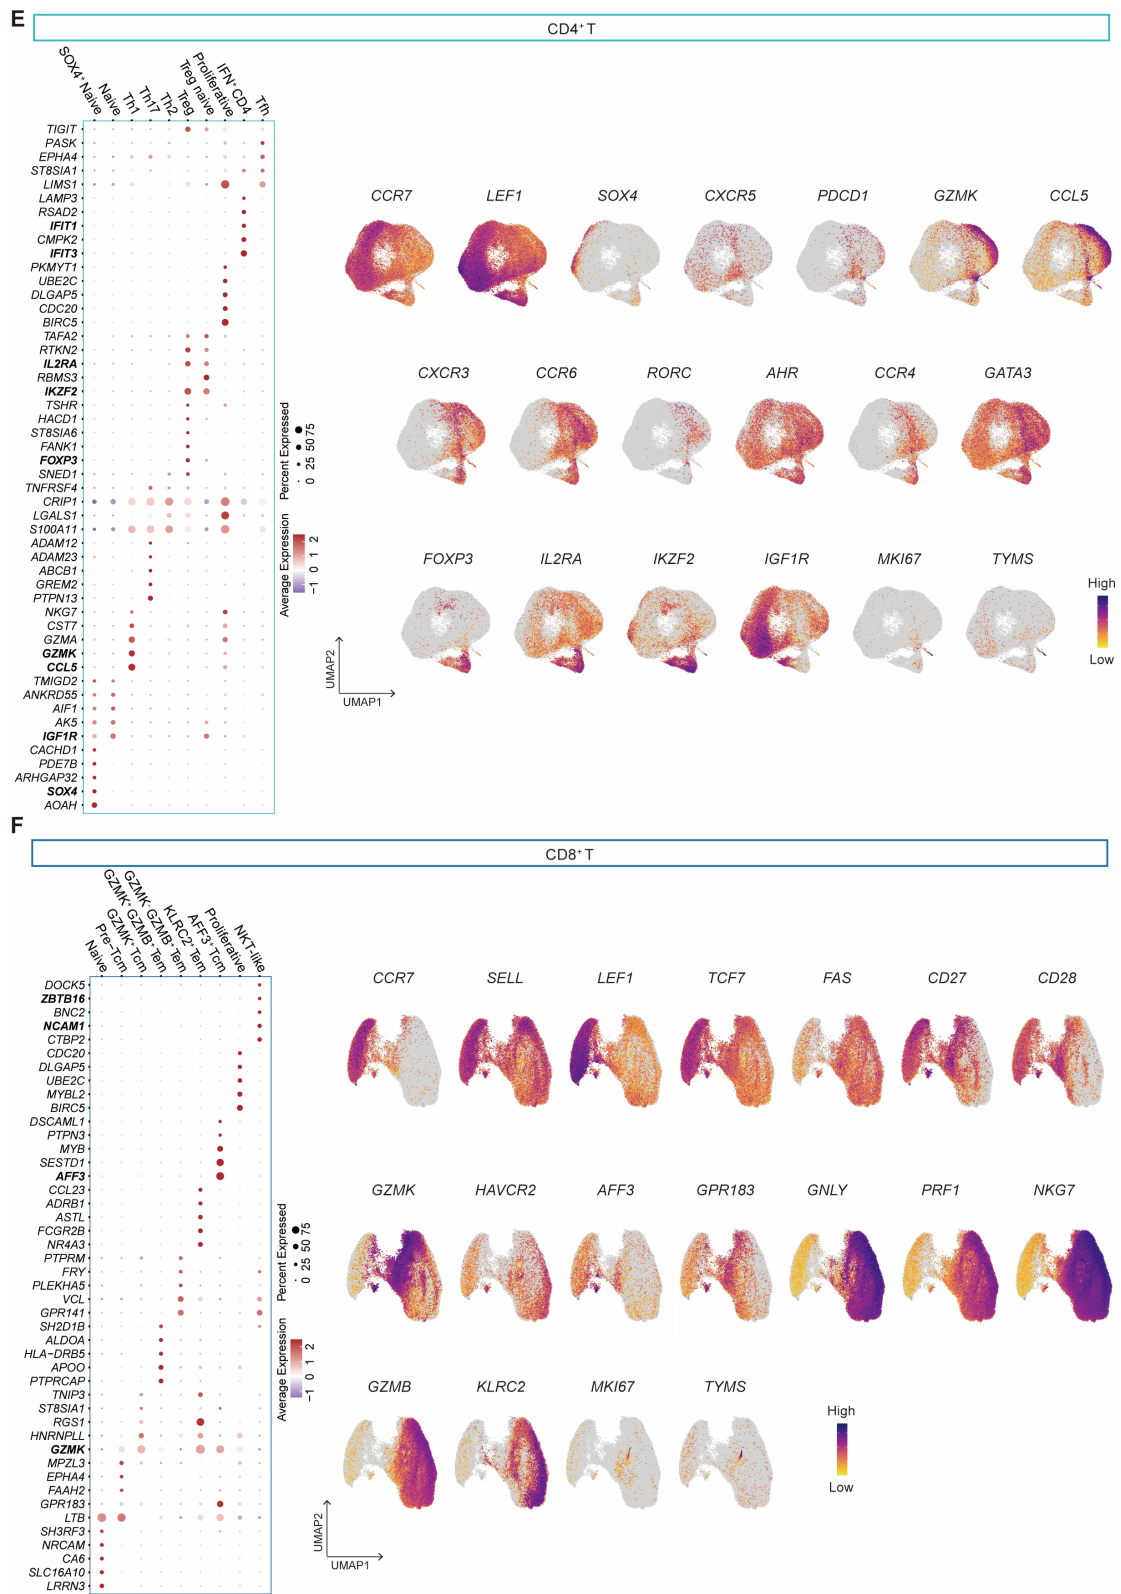 E
CD4⁺ T
SOX4⁺ Naive
Naive
Th1
Th17
Th2
Treg
Treg naive
Proliferative
IFN⁺ CD4
Tfh
TIGIT
PASK
EPHA4
ST8SIA1
LIMS1
LAMP3
RSAD2
IFIT1
CMPK2
IFIT3
PKMYT1
UBE2C
DLGAP5
CDC20
BIRC5
TAFA2
RTKN2
IL2RA
RBMS3
IKZF2
TSHR
HACD1
ST8SIA6
FANK1
FOXP3
SNED1
TNFRSF4
CRIP1
LGALS1
S100A11
ADAM12
ADAM23
ABCB1
GREM2
PTPN13
NKG7
CST7
GZMA
GZMK
CCL5
TMIGD2
ANKRD55
AIF1
AK5
IGF1R
CACHD1
PDE7B
ARHGAP32
SOX4
AOAH
Percent Expressed
0 25 50 75
Average Expression
−1 0 1 2
CCR7 LEF1 SOX4 CXCR5 PDCD1 GZMK CCL5
CXCR3 CCR6 RORC AHR CCR4 GATA3
FOXP3 IL2RA IKZF2 IGF1R MKI67 TYMS
High
Low
UMAP2
UMAP1
F
CD8⁺ T
Naive
Pre−Tcm
GZMK⁺ Tcm
GZMK⁺ GZMB⁺ Tem
GZMK⁻ GZMB⁺ Tem
KLRC2⁺ Tem
AFF3⁺ Tcm
Proliferative
NKT-like
DOCK5
ZBTB16
BNC2
NCAM1
CTBP2
CDC20
DLGAP5
UBE2C
MYBL2
BIRC5
DSCAML1
PTPN3
MYB
SESTD1
AFF3
CCL23
ADRB1
ASTL
FCGR2B
NR4A3
PTPRM
FRY
PLEKHA5
VCL
GPR141
SH2D1B
ALDOA
HLA−DRB5
APOO
PTPRCAP
TNIP3
ST8SIA1
RGS1
HNRNPLL
GZMK
MPZL3
EPHA4
FAAH2
GPR183
LTB
SH3RF3
NRCAM
CA6
SLC16A10
LRRN3
Percent Expressed
0 25 50 75
Average Expression
−1 0 1 2
CCR7 SELL LEF1 TCF7 FAS CD27 CD28
GZMK HAVCR2 AFF3 GPR183 GNLY PRF1 NKG7
GZMB KLRC2 MKI67 TYMS
High
Low
UMAP2
UMAP1